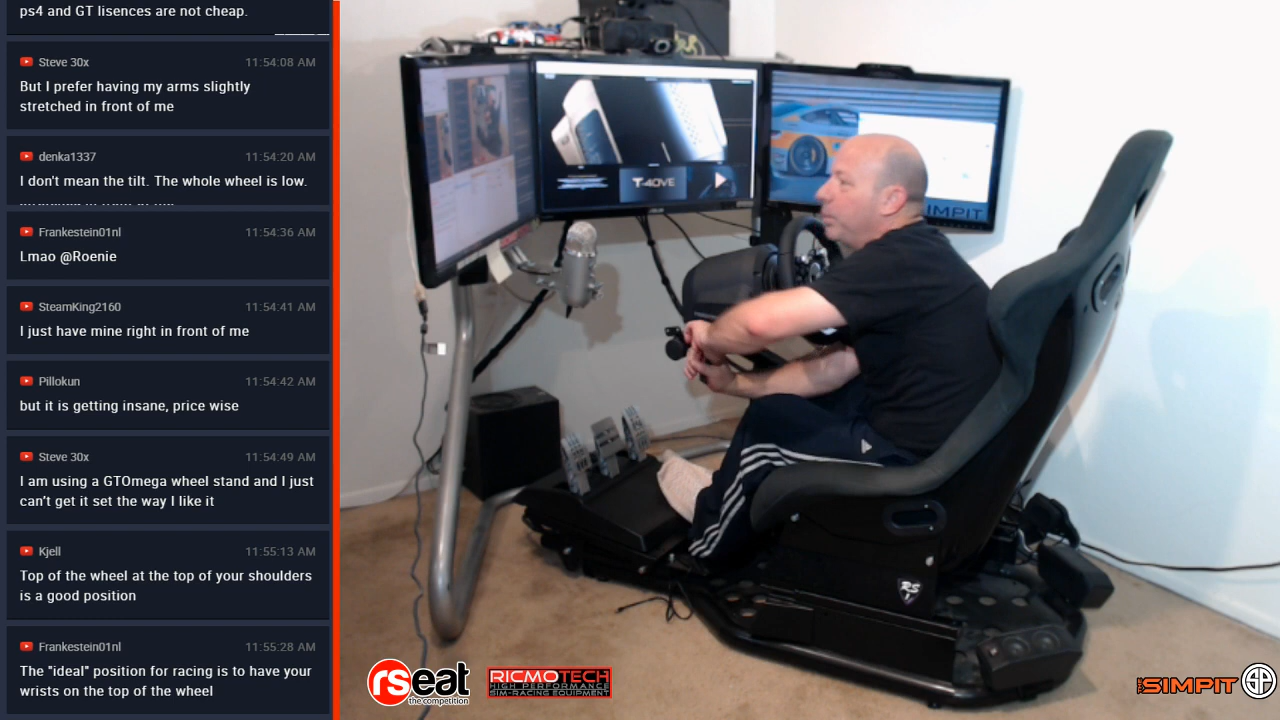 ps4 and GT lisences are not cheap.
Steve 30x 11:54:08 AM
But I prefer having my arms slightly
stretched in front of me
denka1337 11:54:20 AM
I don't mean the tilt. The whole wheel is low.
Frankestein01nl 11:54:36 AM
Lmao @Roenie
SteamKing2160 11:54:41 AM
I just have mine right in front of me
Pillokun 11:54:42 AM
but it is getting insane, price wise
Steve 30x 11:54:49 AM
I am using a GTOmega wheel stand and I just
can't get it set the way I like it
Kjell 11:55:13 AM
Top of the wheel at the top of your shoulders
is a good position
Frankestein01nl 11:55:28 AM
The "ideal" position for racing is to have your
wrists on the top of the wheel
T-40VE
SIMPIT
RS
1
rseat
the competition
RICMOTECH
HIGH PERFORMANCE
SIM-RACING EQUIPMENT
SIMPIT
SP